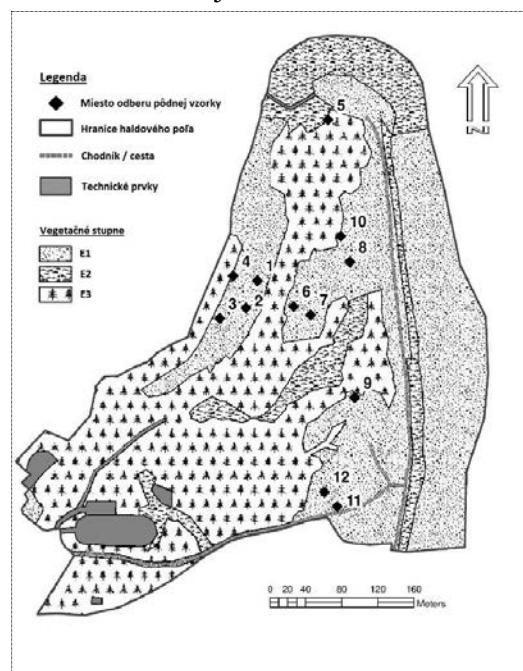 Legenda
Miesto odberu pôdnej vzorky
Hranice haldového poľa
Chodník / cesta
Technické prvky
Vegetačné stupne
E1
E2
E3
N
5
10
8
4
1
3
2
6
7
9
12
11
0 20 40 80 120 160
Meters